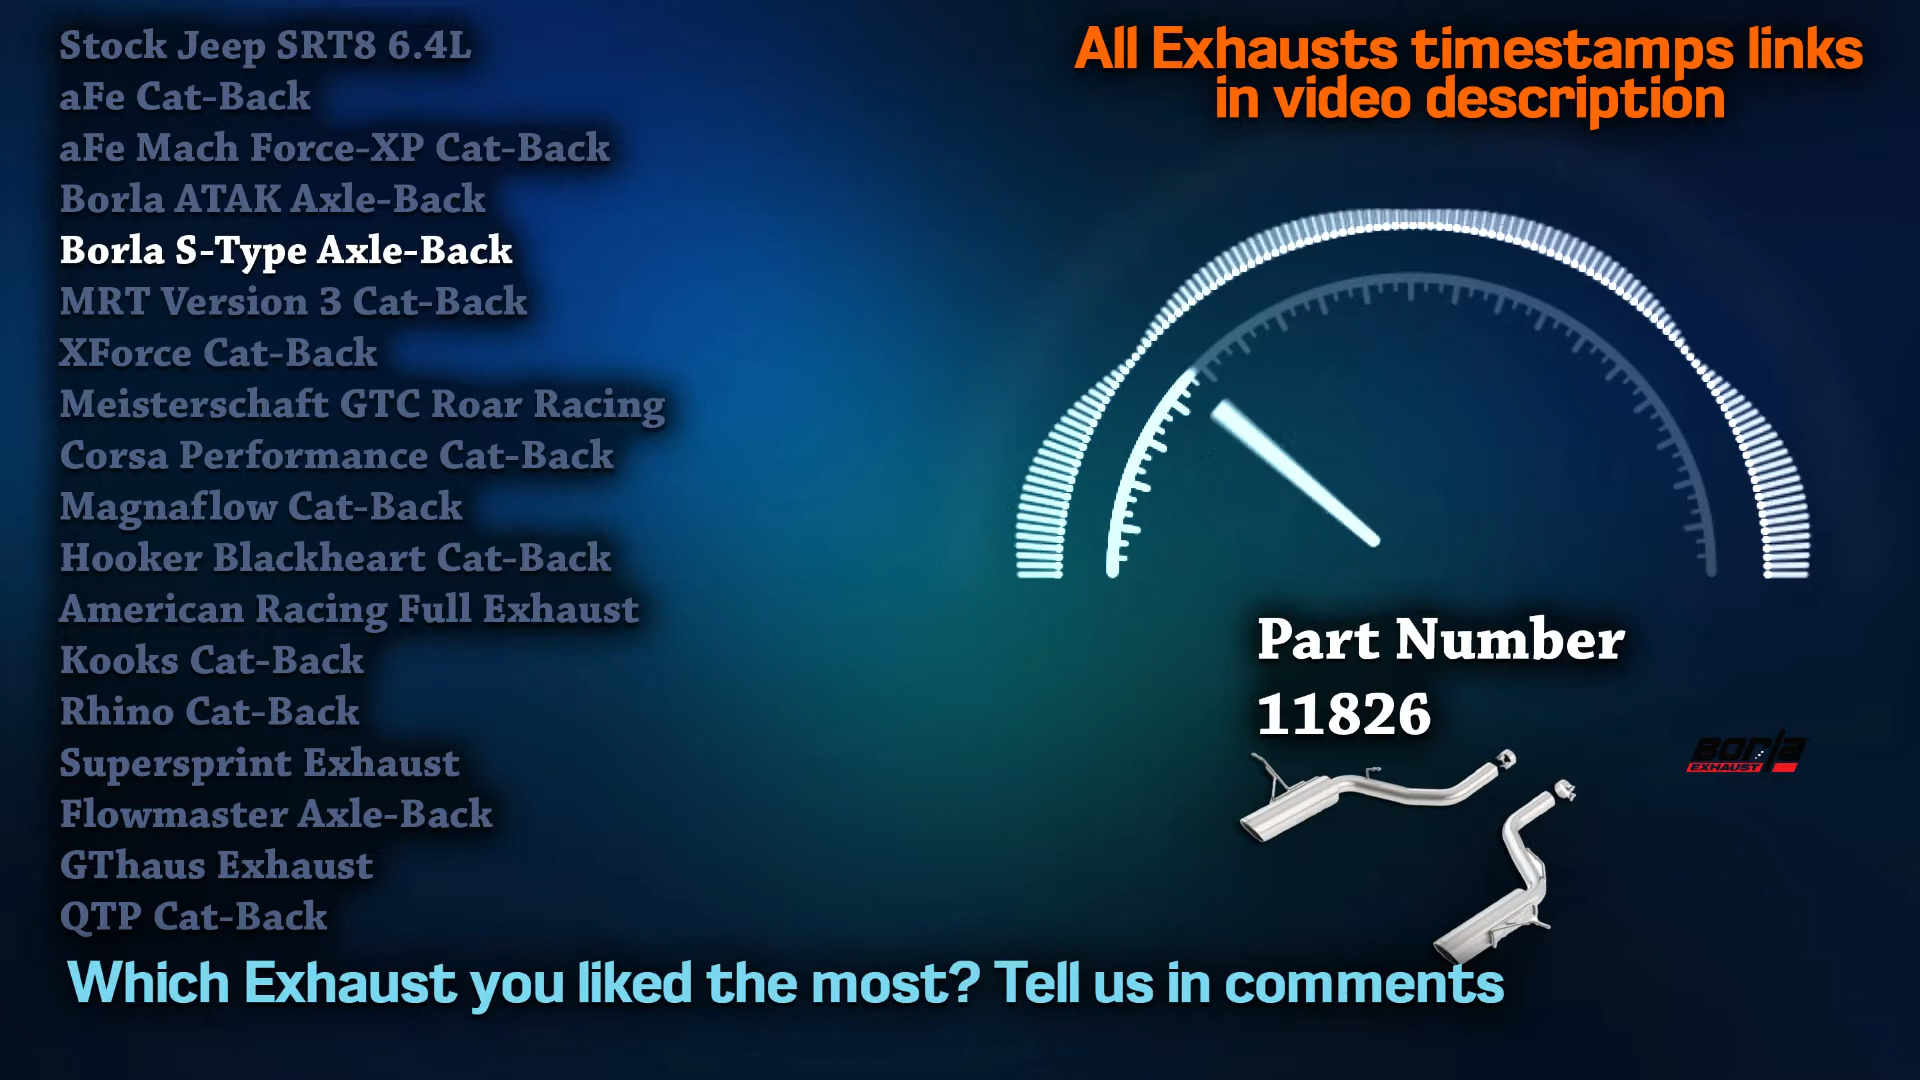 Stock Jeep SRT8 6.4L
aFe Cat-Back
aFe Mach Force-XP Cat-Back
Borla ATAK Axle-Back
Borla S-Type Axle-Back
MRT Version 3 Cat-Back
XForce Cat-Back
Meisterschaft GTC Roar Racing
Corsa Performance Cat-Back
Magnaflow Cat-Back
Hooker Blackheart Cat-Back
American Racing Full Exhaust
Kooks Cat-Back
Rhino Cat-Back
Supersprint Exhaust
Flowmaster Axle-Back
GThaus Exhaust
QTP Cat-Back
Which Exhaust you liked the most? Tell us in comments
All Exhausts timestamps links
in video description
Part Number
11826
Borla
EXHAUST